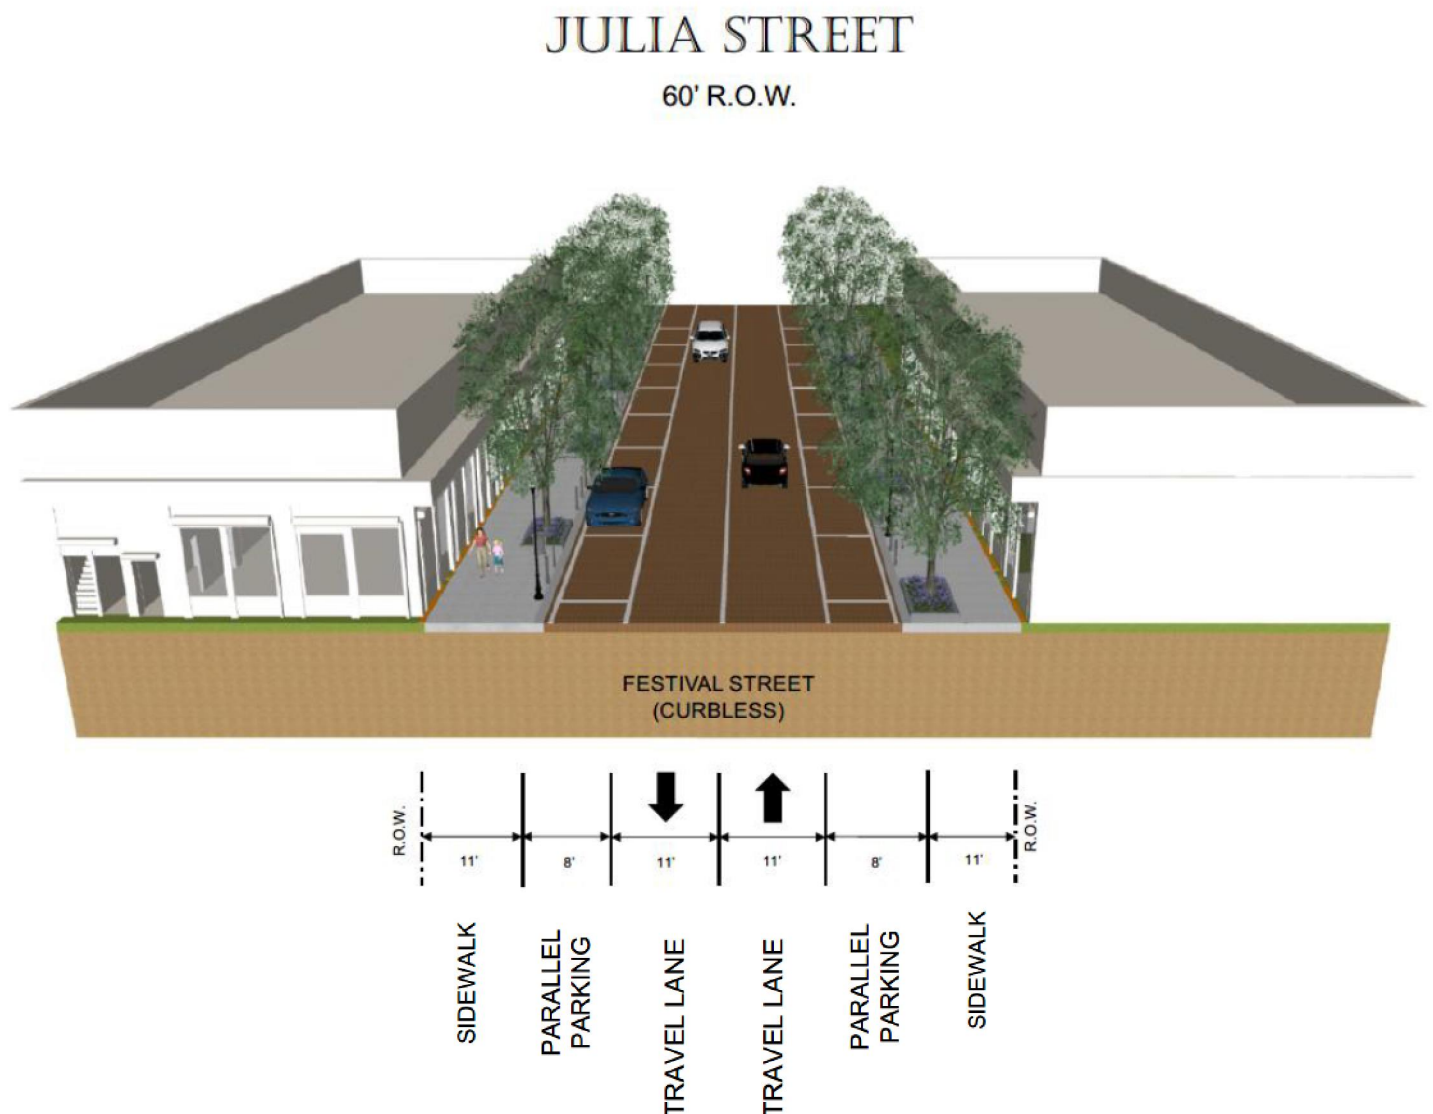 JULIA STREET
60' R.O.W.
FESTIVAL STREET
(CURBLESS)
R.O.W.
R.O.W.
11'
8'
11'
11'
8'
11'
SIDEWALK
PARALLEL
PARKING
TRAVEL LANE
TRAVEL LANE
PARALLEL
PARKING
SIDEWALK